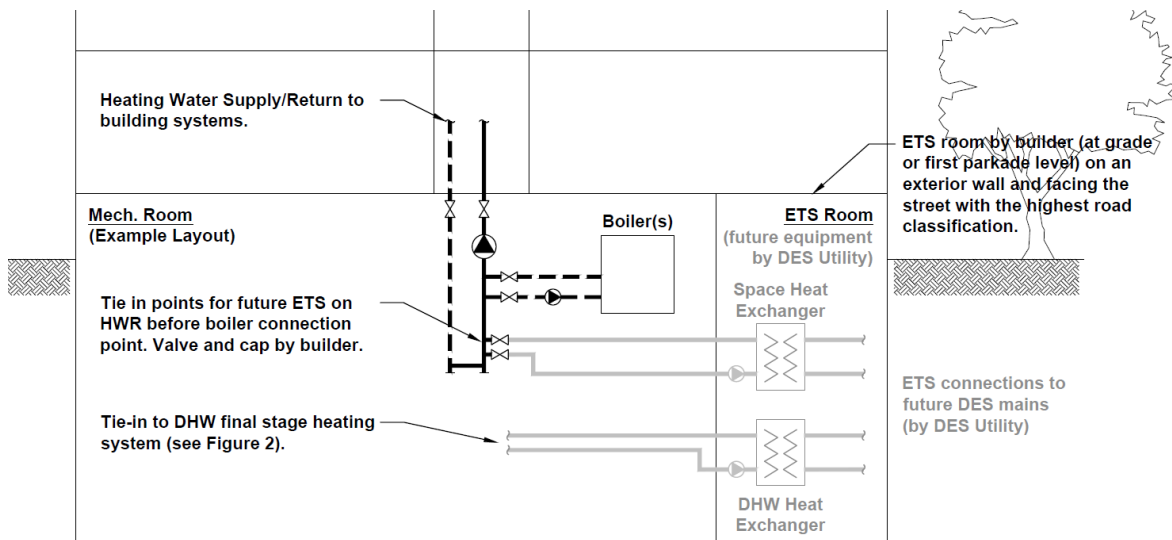 Heating Water Supply/Return to
building systems.
ETS room by builder (at grade
or first parkade level) on an
exterior wall and facing the
street with the highest road
classification.
Mech. Room
(Example Layout)
Boiler(s)
ETS Room
(future equipment
by DES Utility)
Space Heat
Exchanger
Tie in points for future ETS on
HWR before boiler connection
point. Valve and cap by builder.
ETS connections to
future DES mains
(by DES Utility)
Tie-in to DHW final stage heating
system (see Figure 2).
DHW Heat
Exchanger